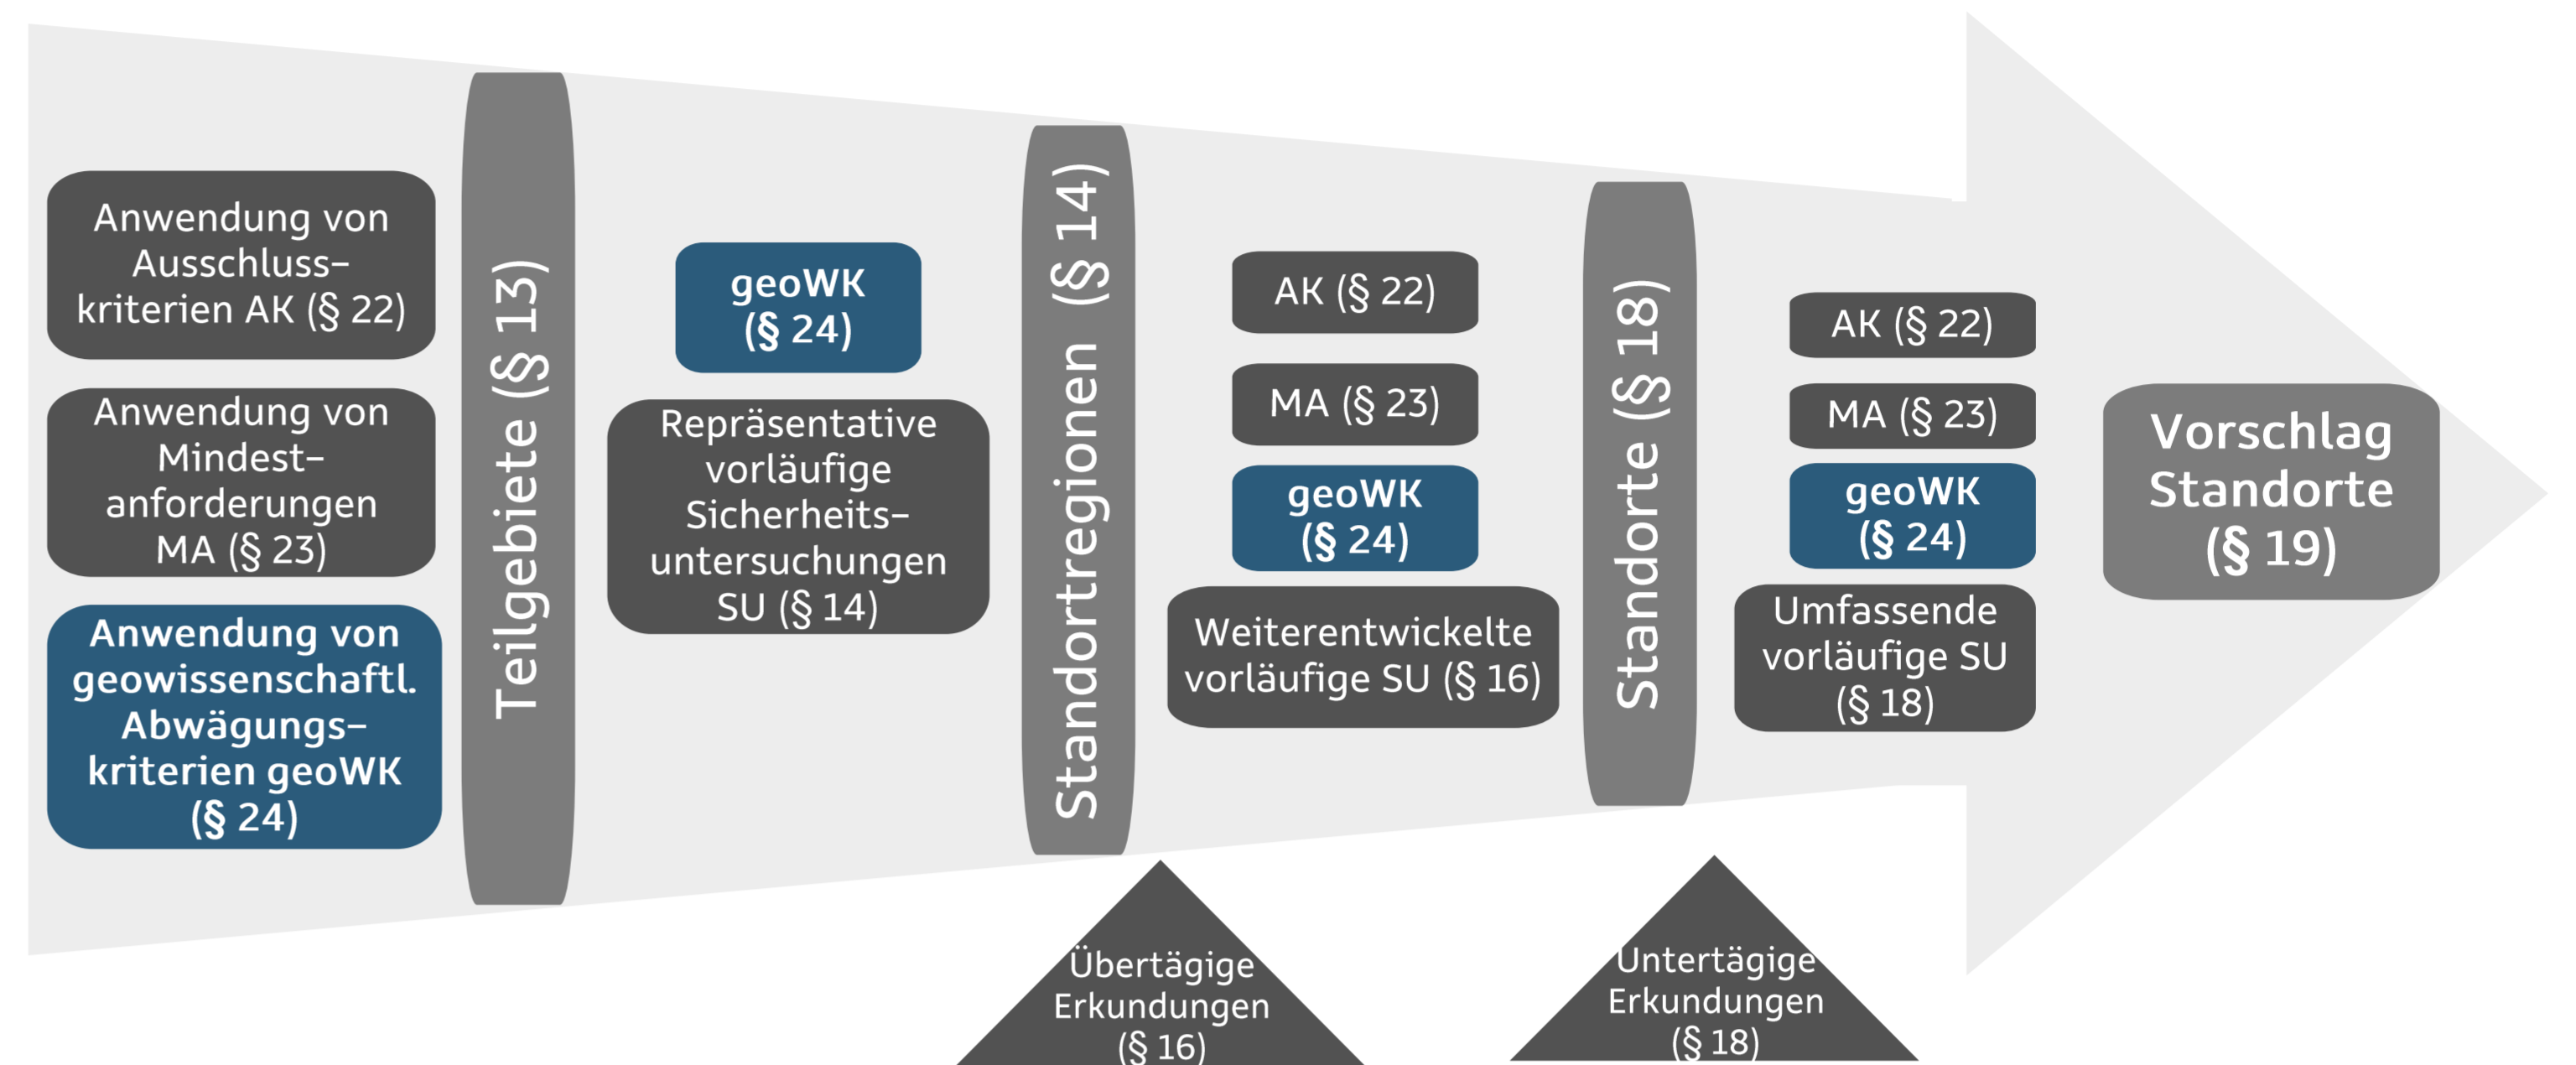 Anwendung von
Ausschluss–
kriterien AK (§ 22)
Anwendung von
Mindest–
anforderungen
MA (§ 23)
Anwendung von
geowissenschaftl.
Abwägungs–
kriterien geoWK
(§ 24)
Teilgebiete (§ 13)
geoWK
(§ 24)
Repräsentative
vorläufige
Sicherheits–
untersuchungen
SU (§ 14)
Standortregionen (§ 14)
AK (§ 22)
MA (§ 23)
geoWK
(§ 24)
Weiterentwickelte
vorläufige SU (§ 16)
Standorte (§ 18)
AK (§ 22)
MA (§ 23)
geoWK
(§ 24)
Umfassende
vorläufige SU
(§ 18)
Vorschlag
Standorte
(§ 19)
Übertägige
Erkundungen
(§ 16)
Untertägige
Erkundungen
(§ 18)